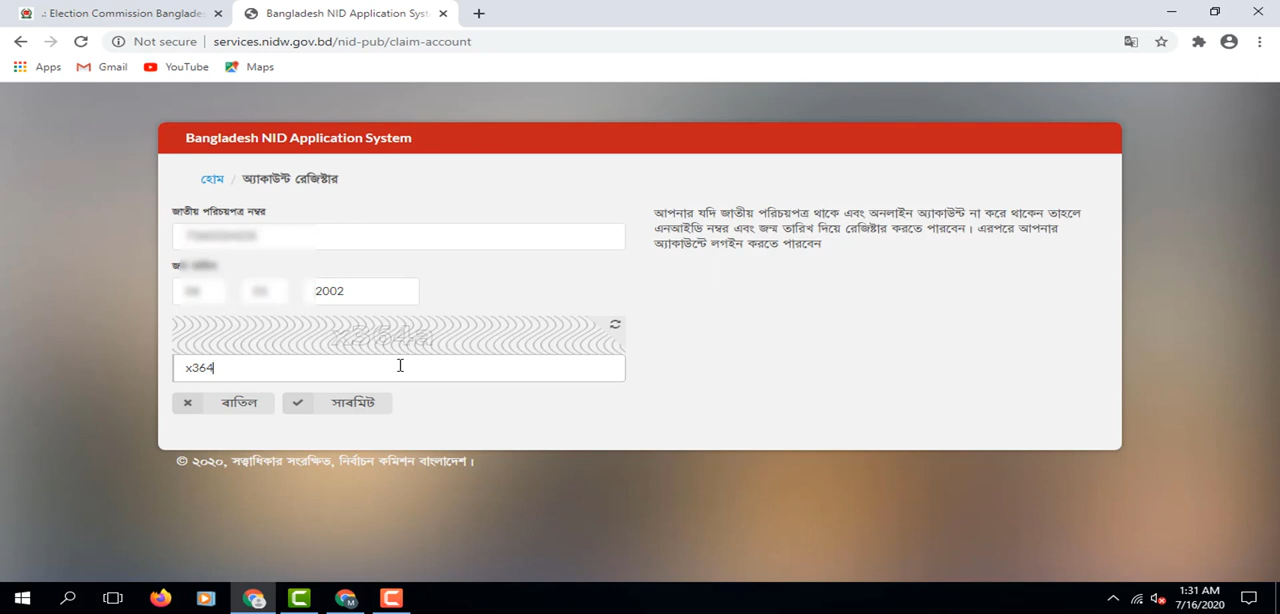 .: Election Commission Banglades
Bangladesh NID Application Syst
Not secure
services.nidw.gov.bd/nid-pub/claim-account
Apps
Gmail
YouTube
Maps
Bangladesh NID Application System
হোম / অ্যাকাউন্ট রেজিষ্টার
জাতীয় পরিচয়পত্র নম্বর
আপনার যদি জাতীয় পরিচয়পত্র থাকে এবং অনলাইন অ্যাকাউন্ট না করে থাকেন তাহলে
এনআইডি নম্বর এবং জন্ম তারিখ দিয়ে রেজিষ্টার করতে পারবেন। এরপরে আপনার
অ্যাকাউন্টে লগইন করতে পারবেন
2002
x364a
x364
বাতিল
সাবমিট
© ২০২০, সত্ত্বাধিকার সংরক্ষিত, নির্বাচন কমিশন বাংলাদেশ।
1:31 AM
7/16/2020